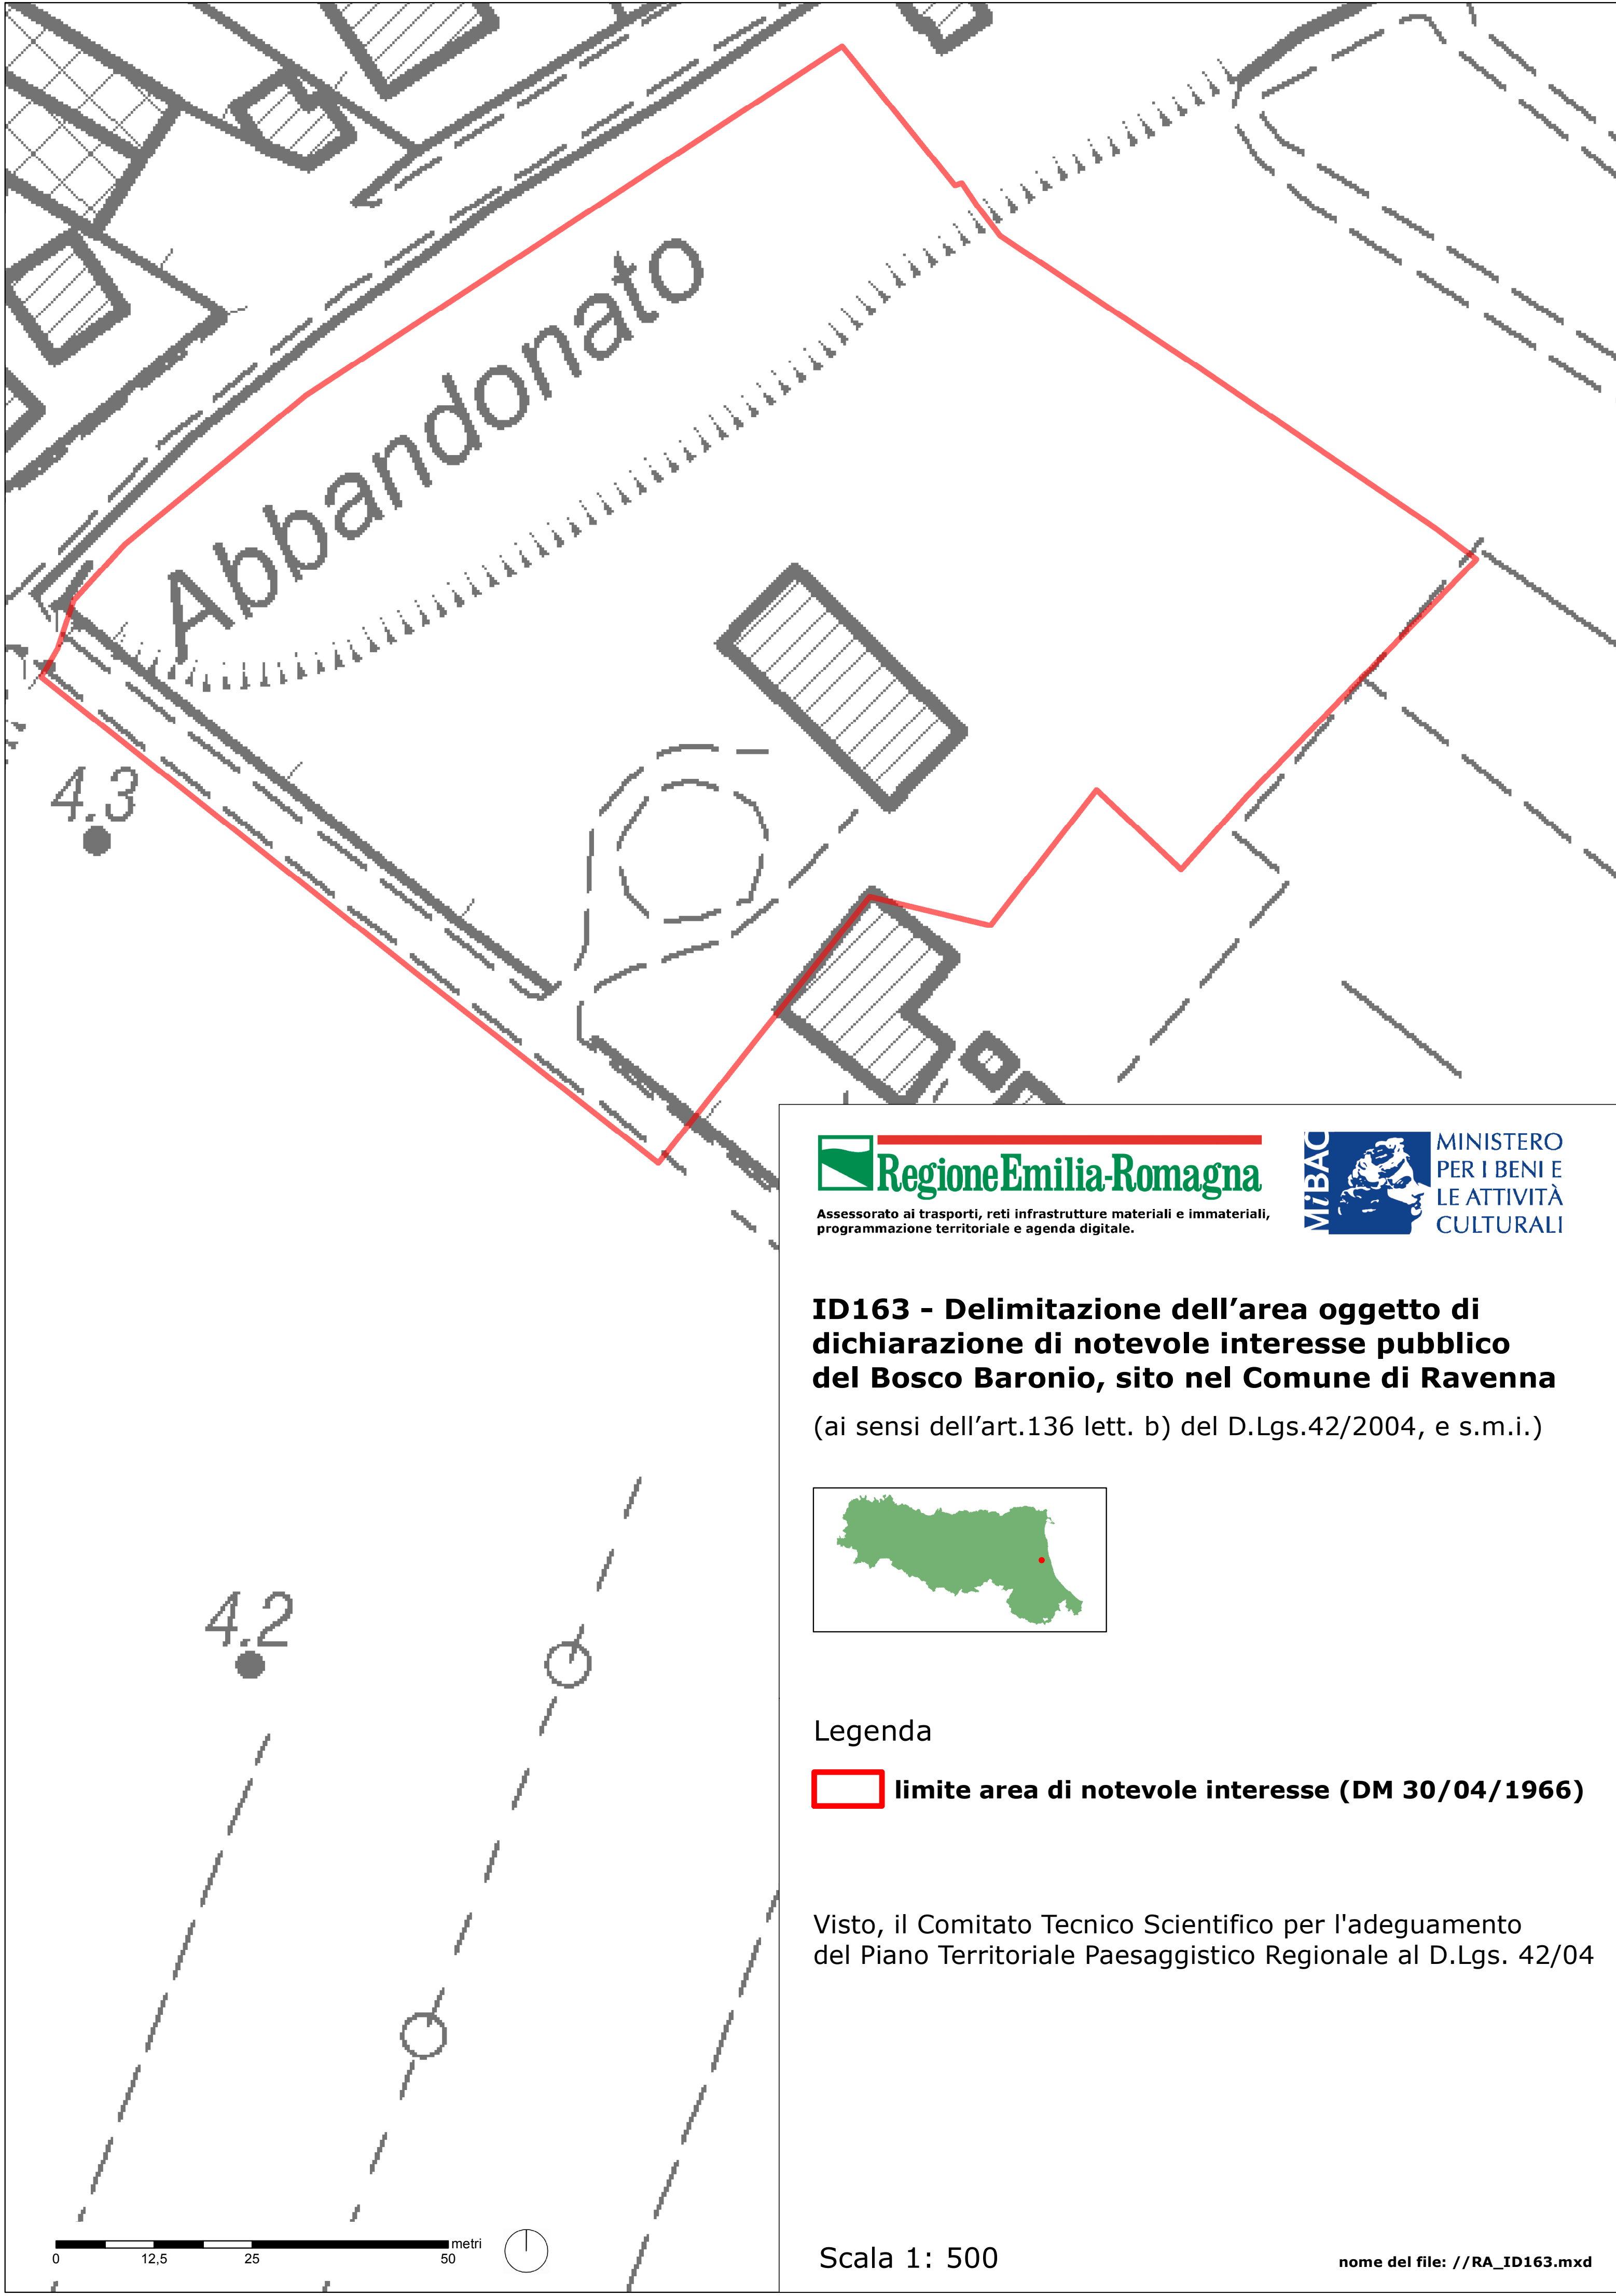 Abbandonato
4.3
RegioneEmilia-Romagna
Assessorato ai trasporti, reti infrastrutture materiali e immateriali,
programmazione territoriale e agenda digitale.
MiBAC
MINISTERO
PER I BENI E
LE ATTIVITÀ
CULTURALI
ID163 - Delimitazione dell’area oggetto di
dichiarazione di notevole interesse pubblico
del Bosco Baronio, sito nel Comune di Ravenna
(ai sensi dell’art.136 lett. b) del D.Lgs.42/2004, e s.m.i.)
4.2
Legenda
limite area di notevole interesse (DM 30/04/1966)
Visto, il Comitato Tecnico Scientifico per l'adeguamento
del Piano Territoriale Paesaggistico Regionale al D.Lgs. 42/04
metri
0 12,5 25 50
Scala 1: 500
nome del file: //RA_ID163.mxd